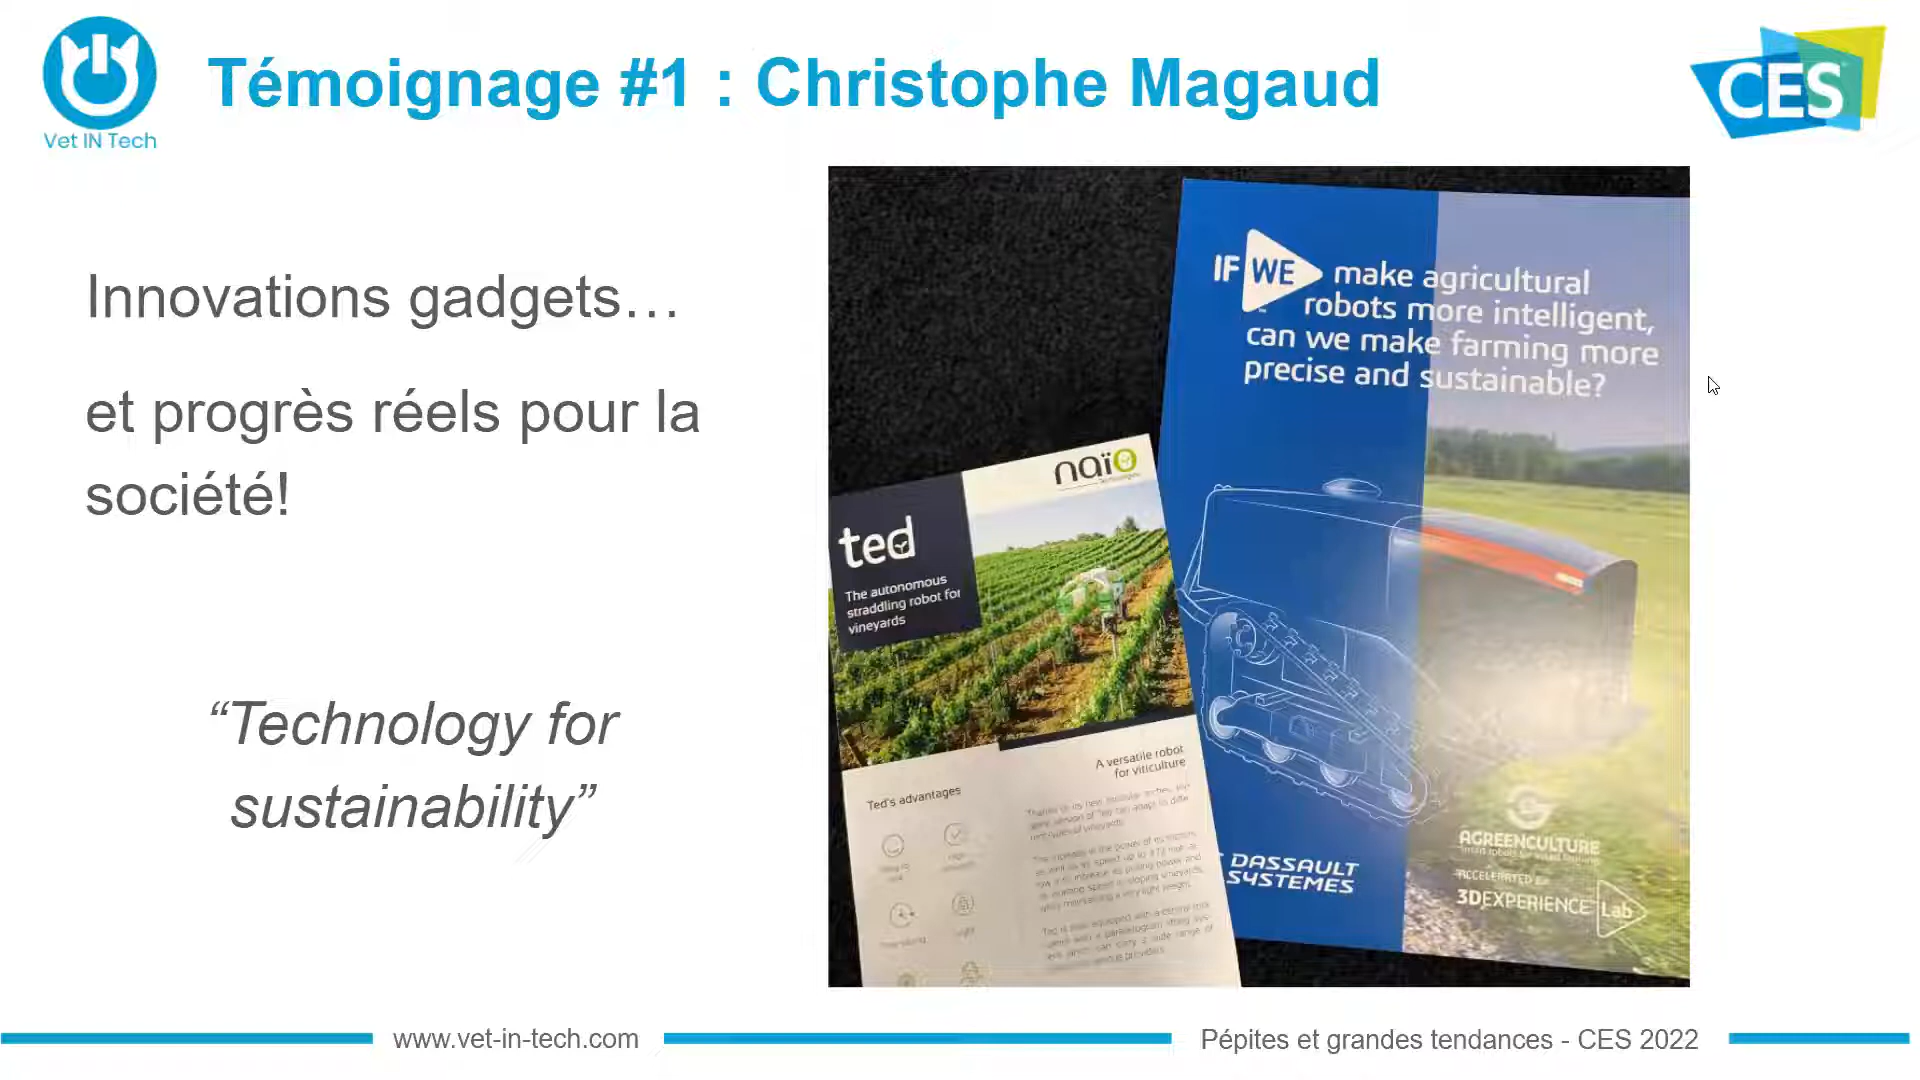 Témoignage #1 : Christophe Magaud
Vet IN Tech
CES
Innovations gadgets…
et progrès réels pour la
société!
“Technology for
sustainability”
IF WE make agricultural
robots more intelligent,
can we make farming more
precise and sustainable?
naïo
Technologies
ted
The autonomous
straddling robot for
vineyards
A versatile robot
for viticulture
Ted's advantages
Light
DASSAULT
SYSTEMES
AGREENCULTURE
ACCELERATED BY
3DEXPERIENCE Lab
www.vet-in-tech.com
Pépites et grandes tendances - CES 2022